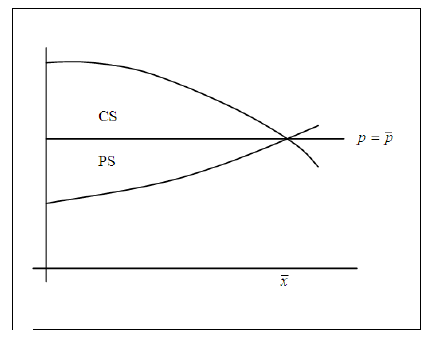 CS
p = p̄
PS
x̄